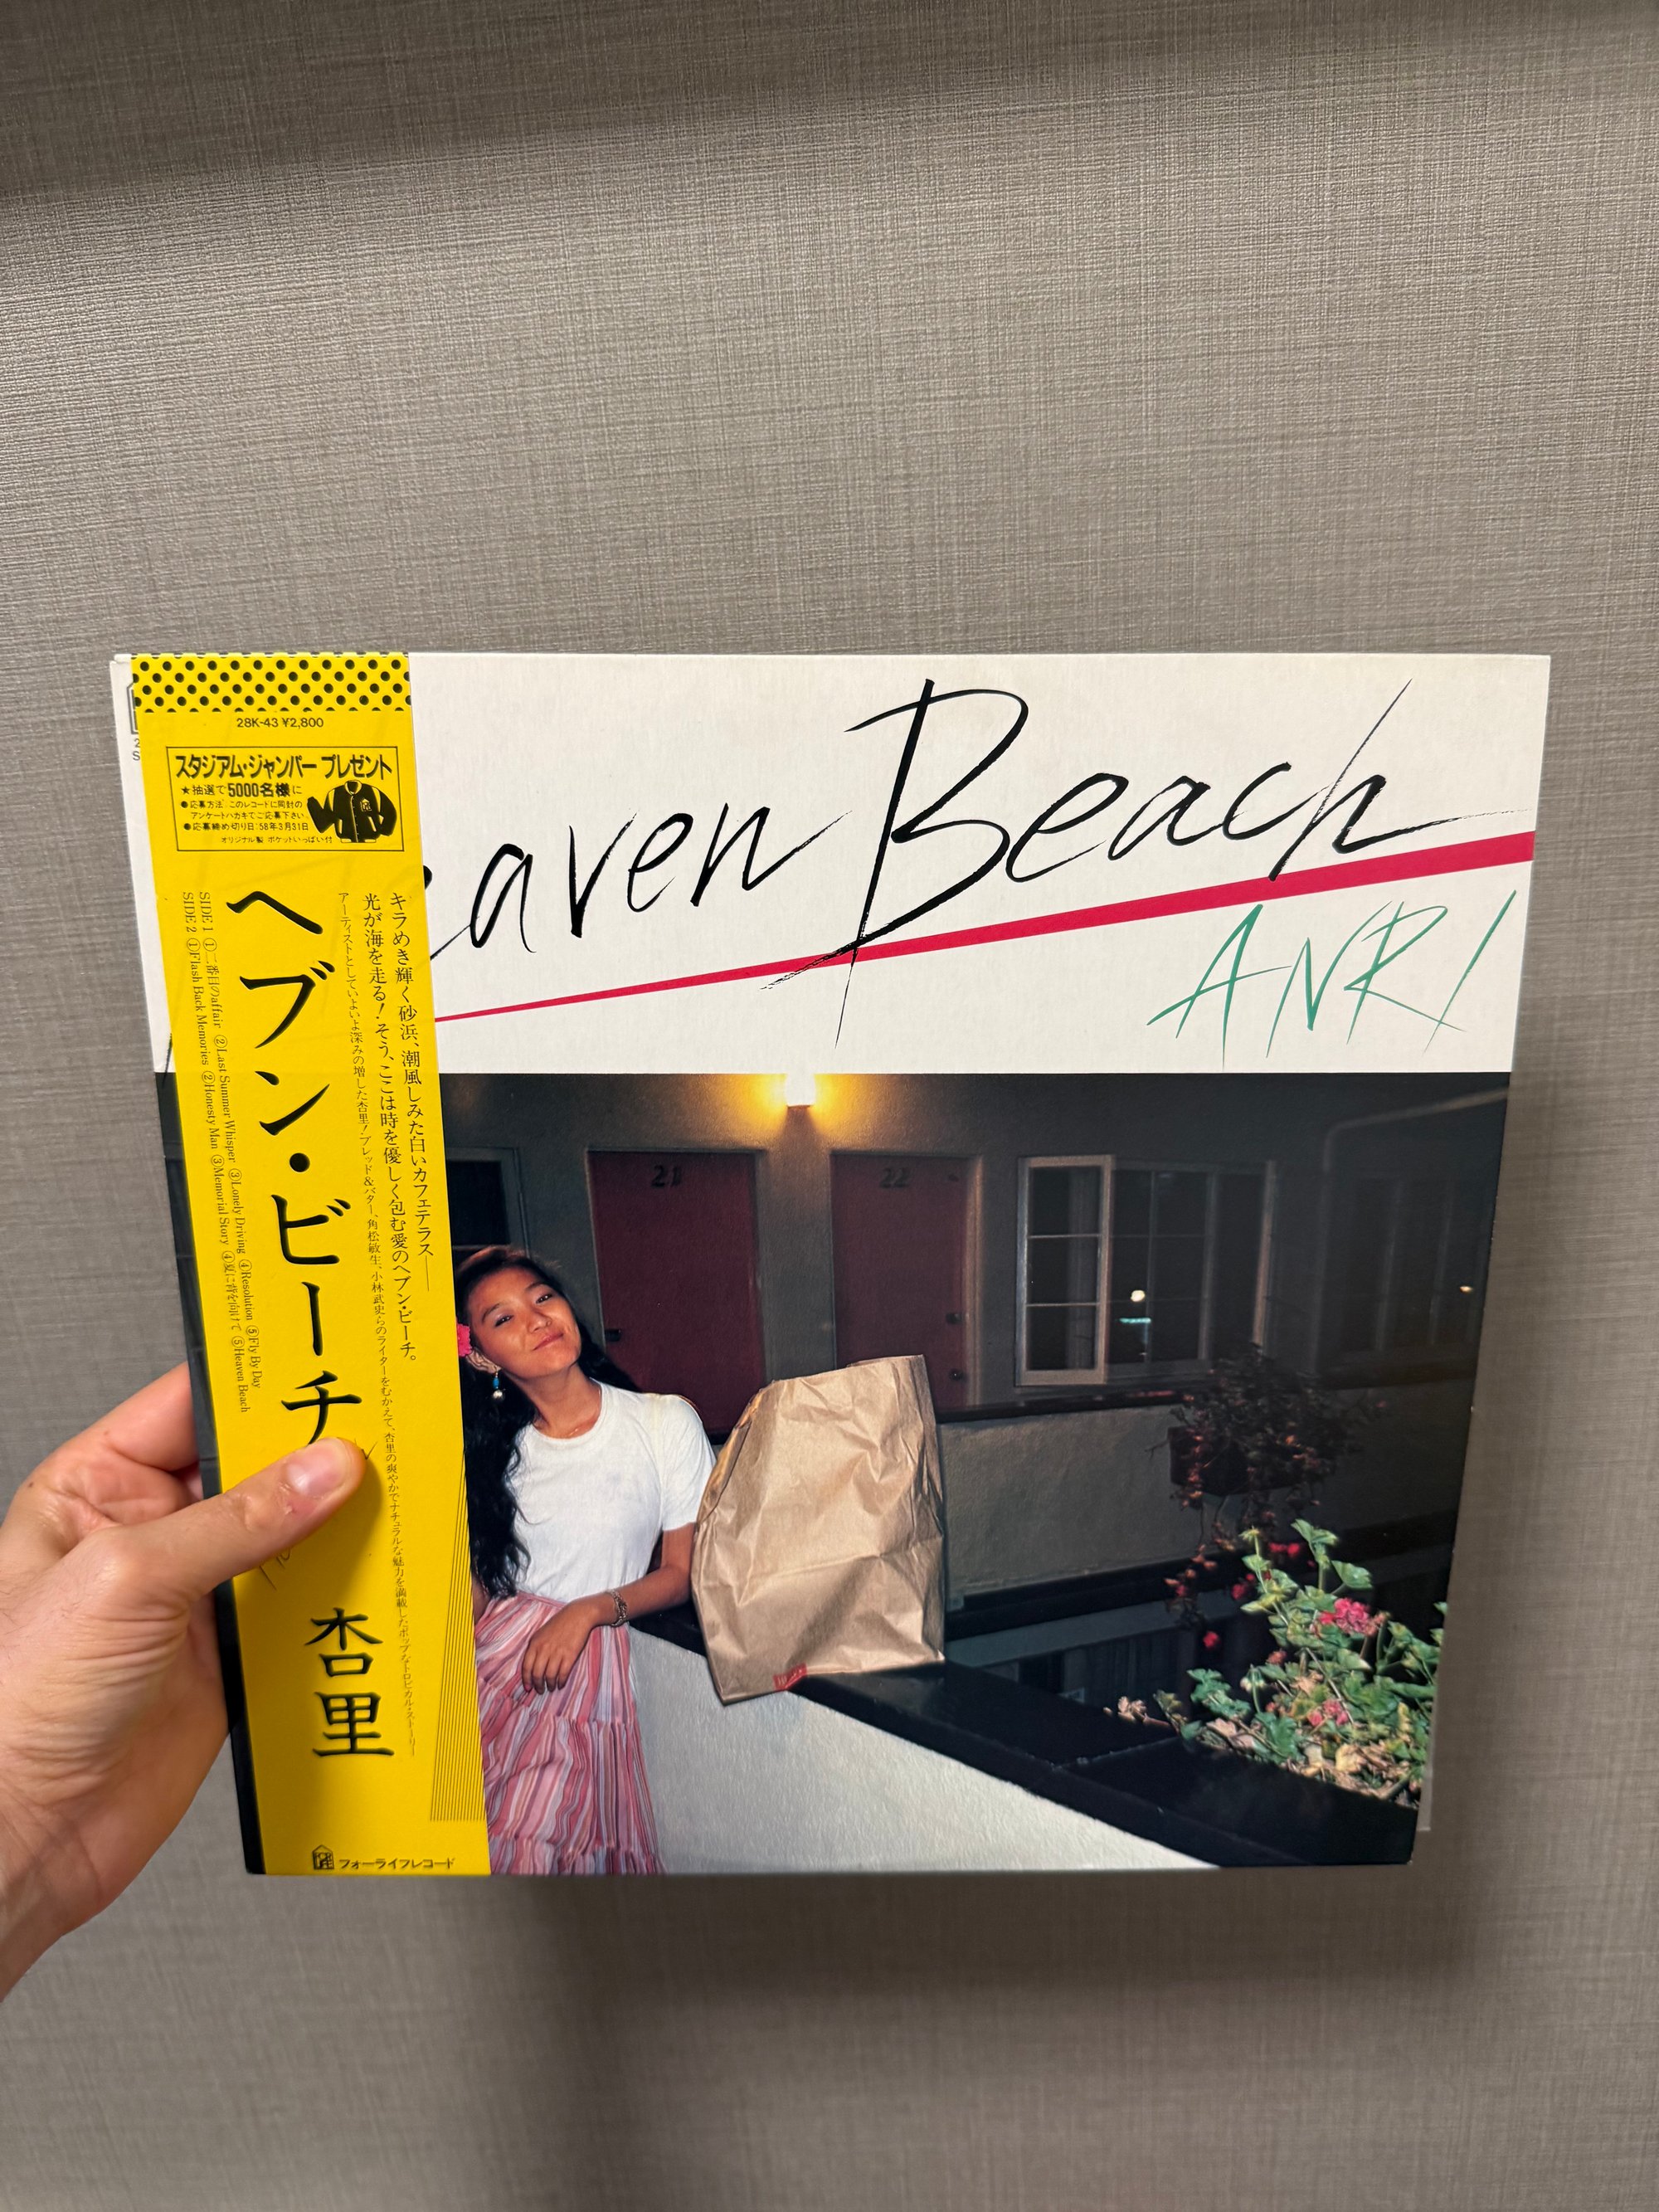 28K-43 ¥2,800
スタジアム・ジャンパー プレゼント
★抽選で5000名様に
●応募方法:このレコードに同封の
アンケートハガキでご応募下さい。
●応募締め切り日:58年3月31日
オリジナル製 ポケットいっぱい付
eaven Beach
ANRI
キラめき輝く砂浜、潮風しみた白いカフェテラス——
光が海を走る!そう、ここは時を優しく包む愛のヘブン・ビーチ。
アーティストとしていよいよ深みの増した杏里!ブレッド&バター、角松敏生、小林武史らのライターをむかえて、杏里の爽やかでナチュラルな魅力を満載したポップなトロピカル・ストーリー
ヘブン・ビーチ
杏里
SIDE 1 ①二番目のaffair ②Last Summer Whisper ③Lonely Driving ④Resolution ⑤Fly By Day
SIDE 2 ①Flash Back Memories ②Honesty Man ③Memorial Story ④夏に背を向けて ⑤Heaven Beach
21
22
フォーライフレコード